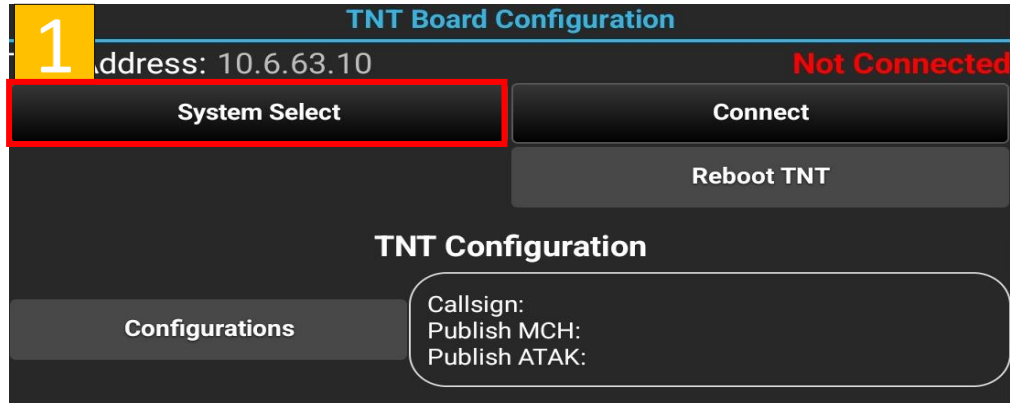 TNT Board Configuration
1
ddress: 10.6.63.10
Not Connected
System Select
Connect
Reboot TNT
TNT Configuration
Configurations
Callsign:
Publish MCH:
Publish ATAK: